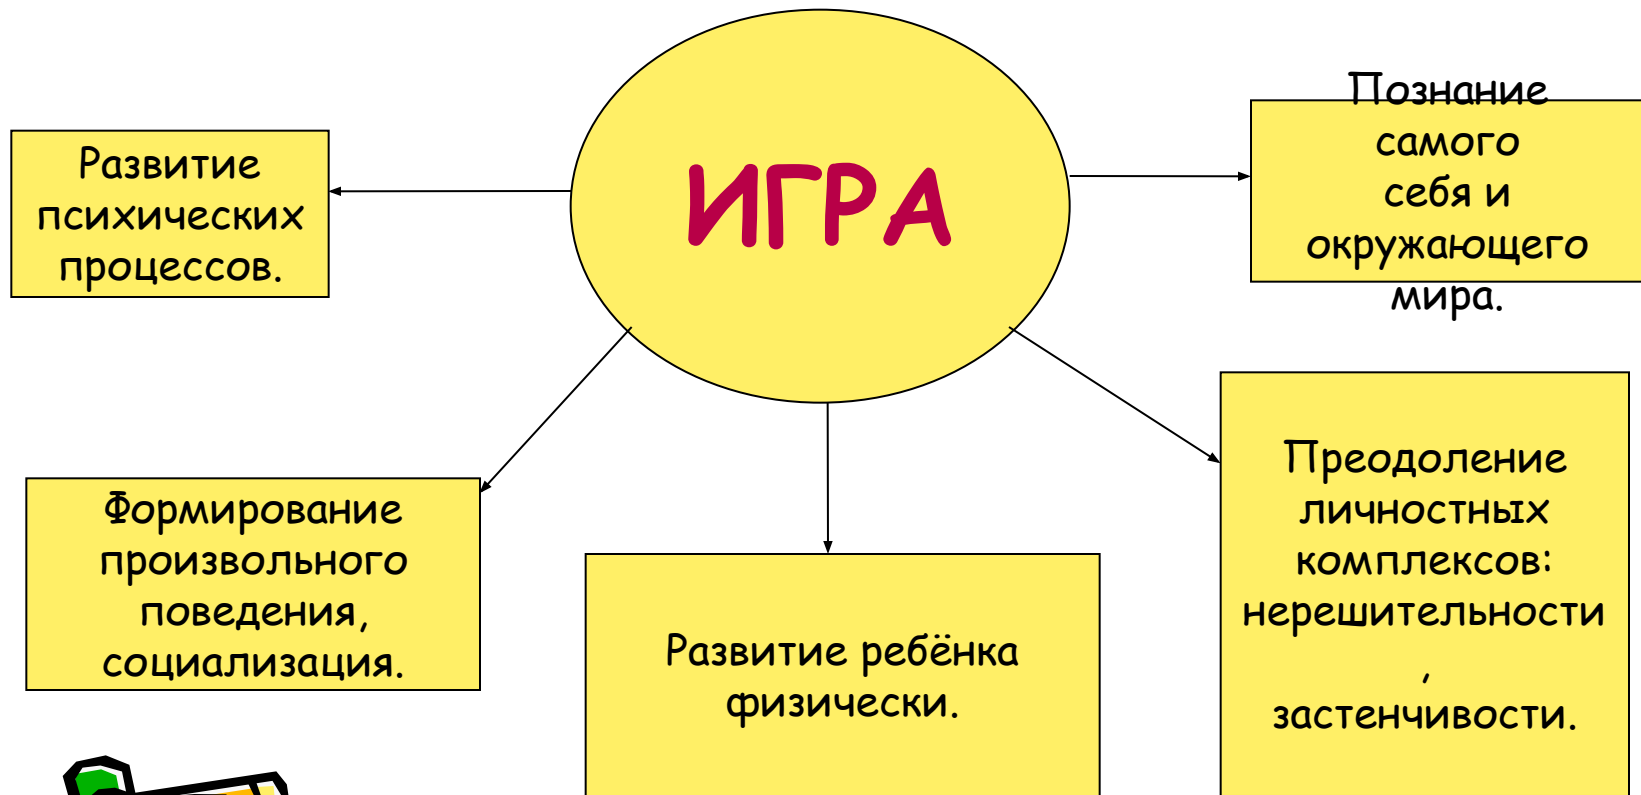 ИГРА
Развитие
психических
процессов.
Познание
самого
себя и
окружающего
мира.
Формирование
произвольного
поведения,
социализация.
Развитие ребёнка
физически.
Преодоление
личностных
комплексов:
нерешительности
,
застенчивости.